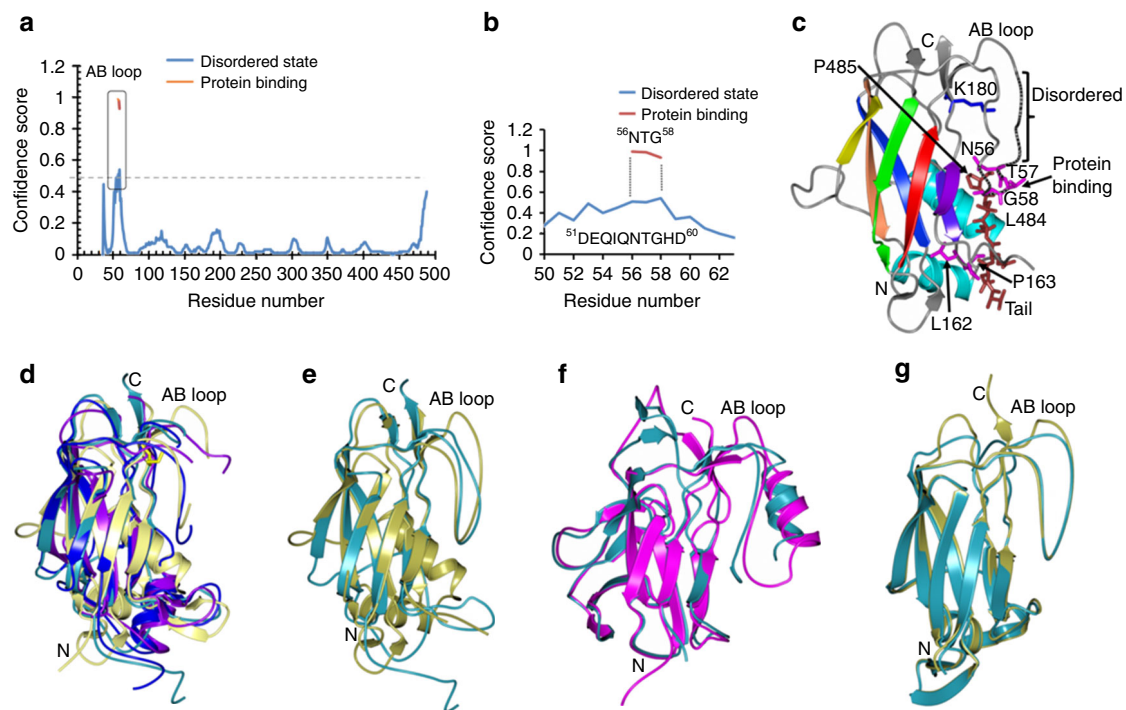 a
AB loop
Disordered state
Protein binding
Confidence score
1.2
1
0.8
0.6
0.4
0.2
0
0 50 100 150 200 250 300 350 400 450 500
Residue number
b
Disordered state
Protein binding
Confidence score
1.2
1
0.8
0.6
0.4
0.2
0
⁵⁶NTG⁵⁸
⁵¹DEQIQNTGHD⁶⁰
50 52 54 56 58 60 62
Residue number
c
C
AB loop
P485
K180
Disordered
N56
T57
Protein
binding
G58
L484
N
P163
Tail
L162
d
C
AB loop
N
e
C
AB loop
N
f
C
AB loop
N
g
C
AB loop
N